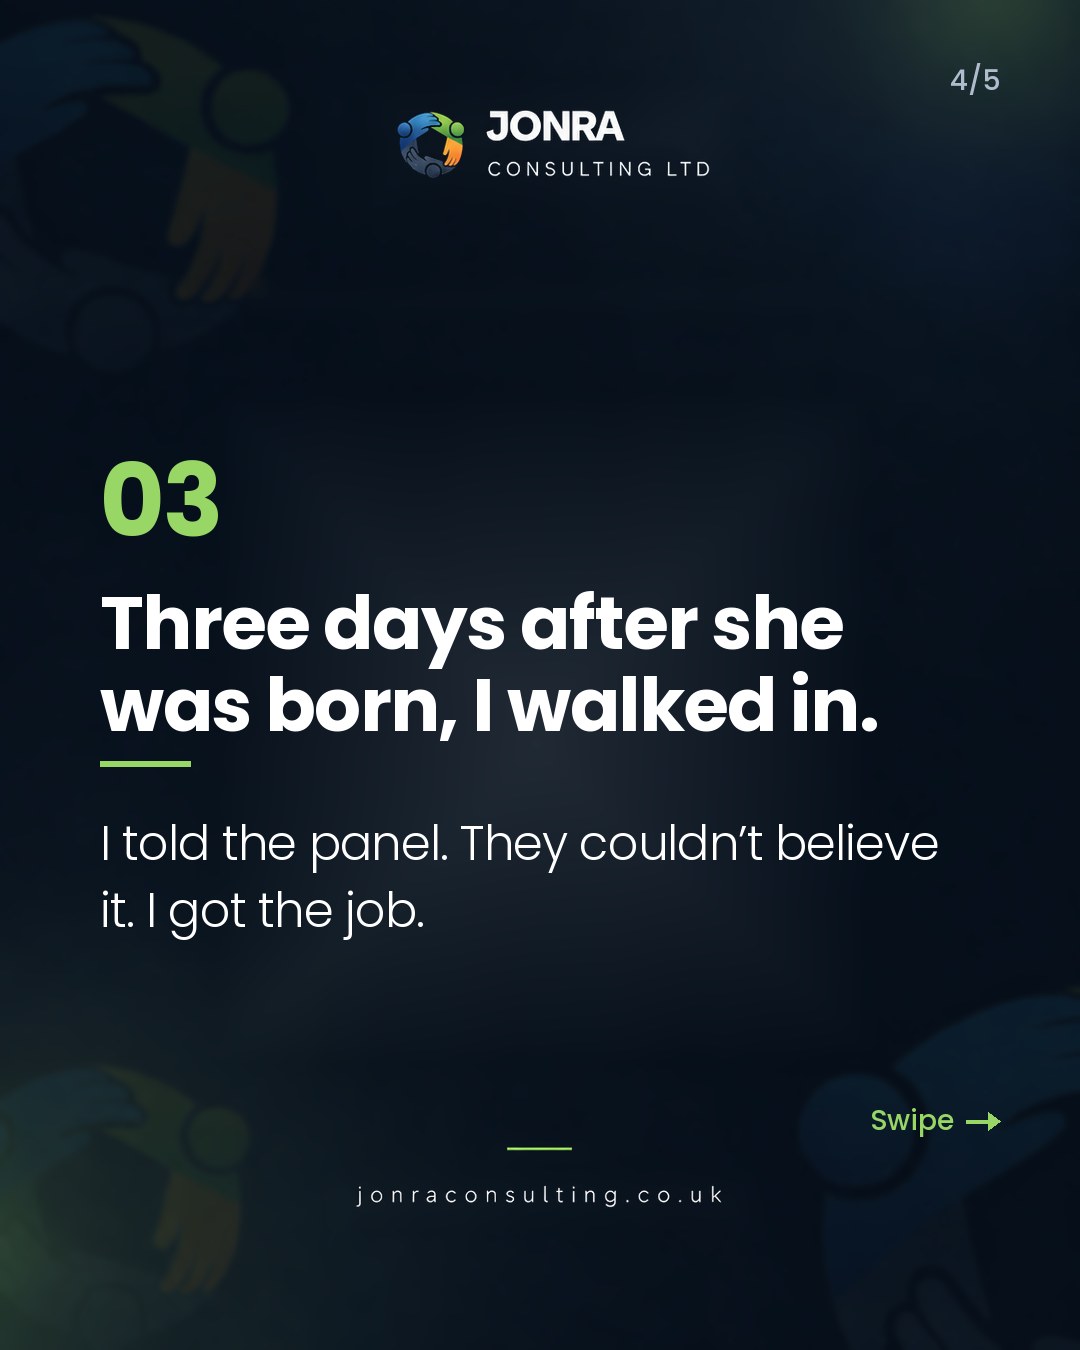 4/5
JONRA
CONSULTING LTD
03
Three days after she
was born, I walked in.
I told the panel. They couldn’t believe
it. I got the job.
Swipe →
jonraconsulting.co.uk